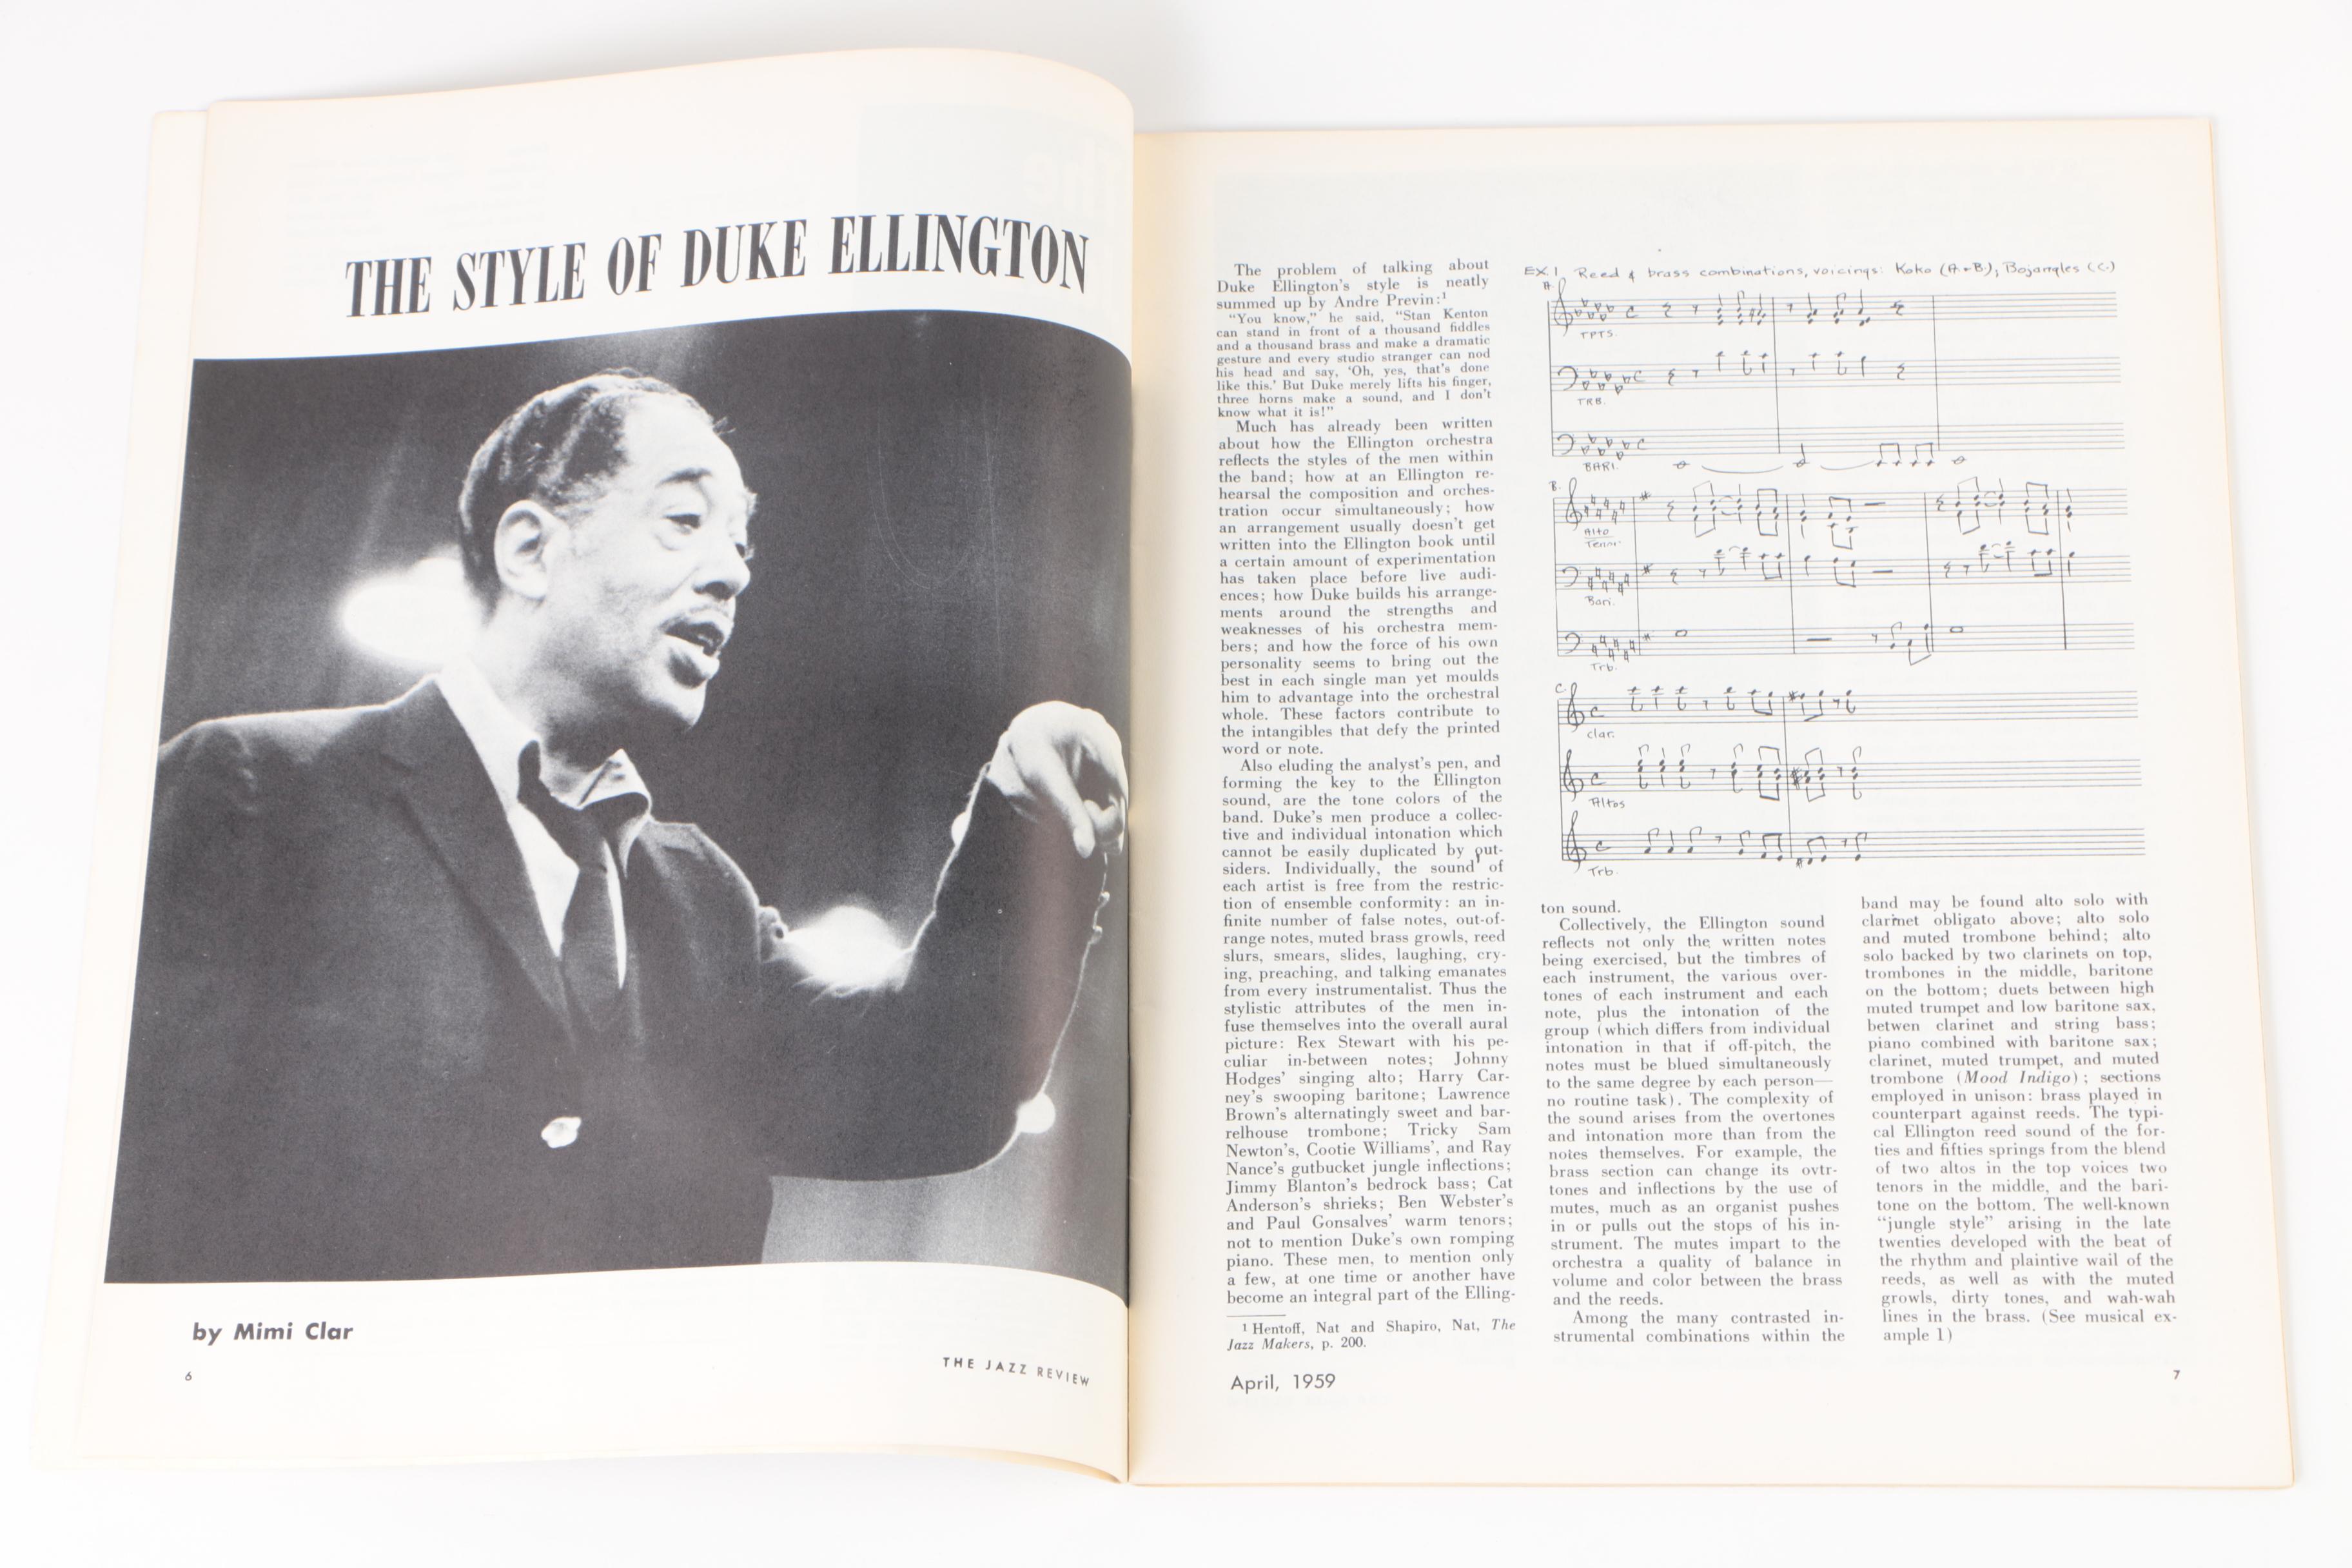 THE STYLE OF DUKE ELLINGTON
by Mimi Clar
6
THE JAZZ REVIEW
The problem of talking about
Duke Ellington's style is neatly
summed up by Andre Previn:¹
"You know," he said, "Stan Kenton
can stand in front of a thousand fiddles
and a thousand brass and make a dramatic
gesture and every studio stranger can nod
his head and say, 'Oh, yes, that's done
like this.' But Duke merely lifts his finger,
three horns make a sound, and I don't
know what it is!"
Much has already been written
about how the Ellington orchestra
reflects the styles of the men within
the band; how at an Ellington re-
hearsal the composition and orches-
tration occur simultaneously; how
an arrangement usually doesn't get
written into the Ellington book until
a certain amount of experimentation
has taken place before live audi-
ences; how Duke builds his arrange-
ments around the strengths and
weaknesses of his orchestra mem-
bers; and how the force of his own
personality seems to bring out the
best in each single man yet moulds
him to advantage into the orchestral
whole. These factors contribute to
the intangibles that defy the printed
word or note.
Also eluding the analyst's pen, and
forming the key to the Ellington
sound, are the tone colors of the
band. Duke's men produce a collec-
tive and individual intonation which
cannot be easily duplicated by out-
siders. Individually, the sound of
each artist is free from the restric-
tion of ensemble conformity: an in-
finite number of false notes, out-of-
range notes, muted brass growls, reed
slurs, smears, slides, laughing, cry-
ing, preaching, and talking emanates
from every instrumentalist. Thus the
stylistic attributes of the men in-
fuse themselves into the overall aural
picture: Rex Stewart with his pe-
culiar in-between notes; Johnny
Hodges' singing alto; Harry Car-
ney's swooping baritone; Lawrence
Brown's alternatingly sweet and bar-
relhouse trombone; Tricky Sam
Newton's, Cootie Williams', and Ray
Nance's gutbucket jungle inflections;
Jimmy Blanton's bedrock bass; Cat
Anderson's shrieks; Ben Webster's
and Paul Gonsalves' warm tenors;
not to mention Duke's own romping
piano. These men, to mention only
a few, at one time or another have
become an integral part of the Elling-
¹ Hentoff, Nat and Shapiro, Nat, The
Jazz Makers, p. 200.
April, 1959
EX.1 Reed & brass combinations, voicings: Koko (A+B), Bojangles (C.)
A.
TPTS.
TRB.
BARI.
B.
Alto
Tenor
Bari.
Trb.
C.
Clar.
Altos
Trb.
ton sound.
Collectively, the Ellington sound
reflects not only the written notes
being exercised, but the timbres of
each instrument, the various over-
tones of each instrument and each
note, plus the intonation of the
group (which differs from individual
intonation in that if off-pitch, the
notes must be blued simultaneously
to the same degree by each person—
no routine task). The complexity of
the sound arises from the overtones
and intonation more than from the
notes themselves. For example, the
brass section can change its ovtr-
tones and inflections by the use of
mutes, much as an organist pushes
in or pulls out the stops of his in-
strument. The mutes impart to the
orchestra a quality of balance in
volume and color between the brass
and the reeds.
Among the many contrasted in-
strumental combinations within the
band may be found alto solo with
clarinet obligato above; alto solo
and muted trombone behind; alto
solo backed by two clarinets on top,
trombones in the middle, baritone
on the bottom; duets between high
muted trumpet and low baritone sax,
betwen clarinet and string bass;
piano combined with baritone sax;
clarinet, muted trumpet, and muted
trombone (Mood Indigo); sections
employed in unison: brass played in
counterpart against reeds. The typi-
cal Ellington reed sound of the for-
ties and fifties springs from the blend
of two altos in the top voices two
tenors in the middle, and the bari-
tone on the bottom. The well-known
"jungle style" arising in the late
twenties developed with the beat of
the rhythm and plaintive wail of the
reeds, as well as with the muted
growls, dirty tones, and wah-wah
lines in the brass. (See musical ex-
ample 1)
7